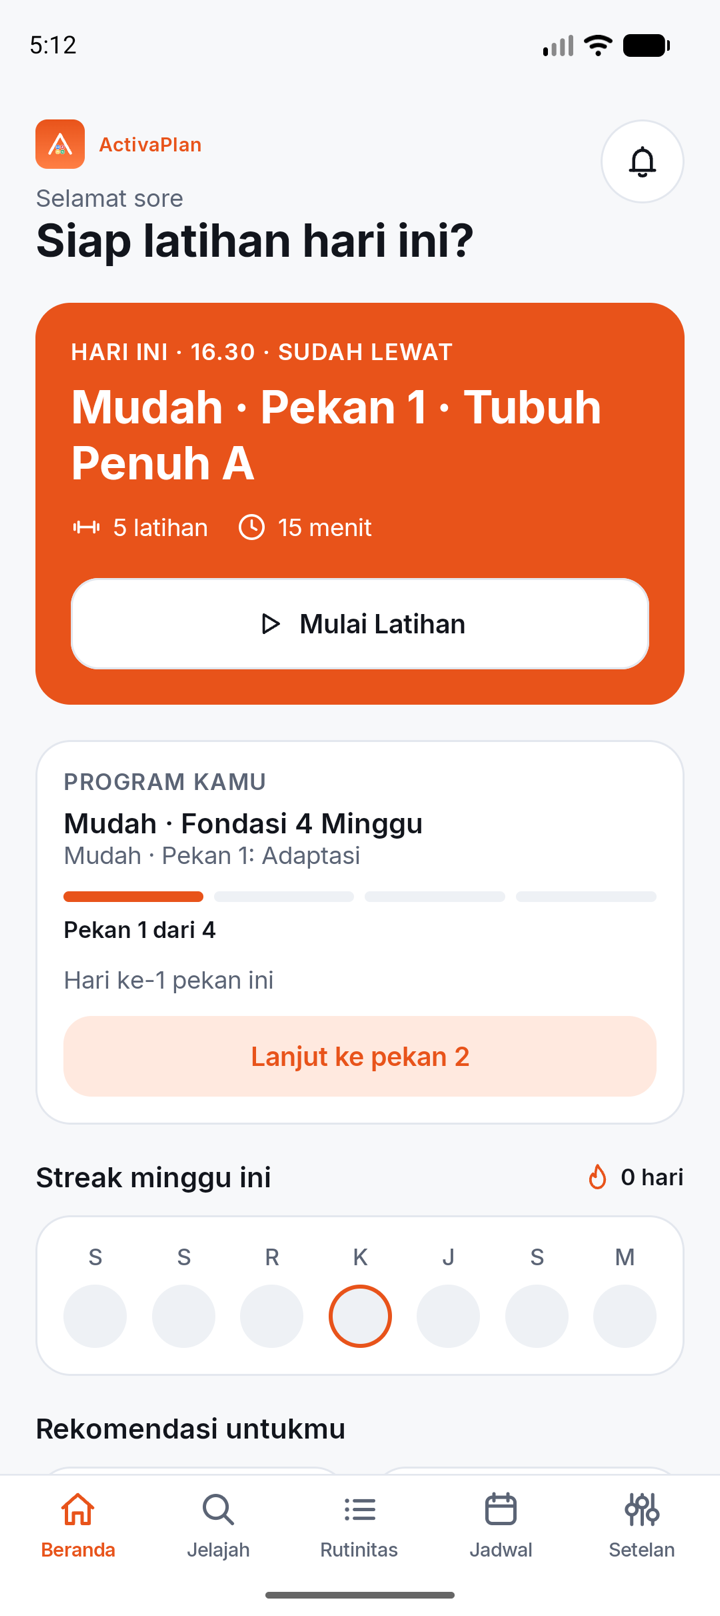 5:12
ActivaPlan
Selamat sore
Siap latihan hari ini?
HARI INI · 16.30 · SUDAH LEWAT
Mudah · Pekan 1 · Tubuh
Penuh A
5 latihan 15 menit
Mulai Latihan
PROGRAM KAMU
Mudah · Fondasi 4 Minggu
Mudah · Pekan 1: Adaptasi
Pekan 1 dari 4
Hari ke-1 pekan ini
Lanjut ke pekan 2
Streak minggu ini 0 hari
S S R K J S M
Rekomendasi untukmu
Beranda Jelajah Rutinitas Jadwal Setelan